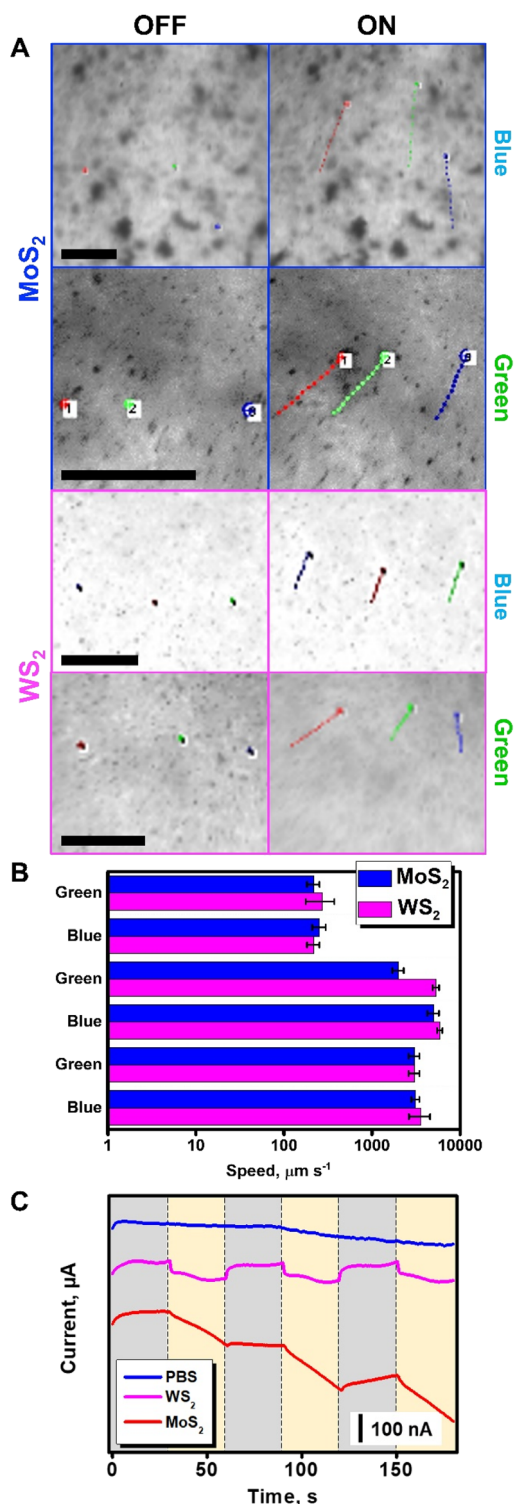 OFF ON
A
MoS2
Blue
1 2 1 2
Green
WS2
Blue
Green
B
MoS2
WS2
Green
Blue
Green
Blue
Green
Blue
1 10 100 1000 10000
Speed, μm s-1
C
Current, μA
PBS
WS2
MoS2
100 nA
0 50 100 150
Time, s